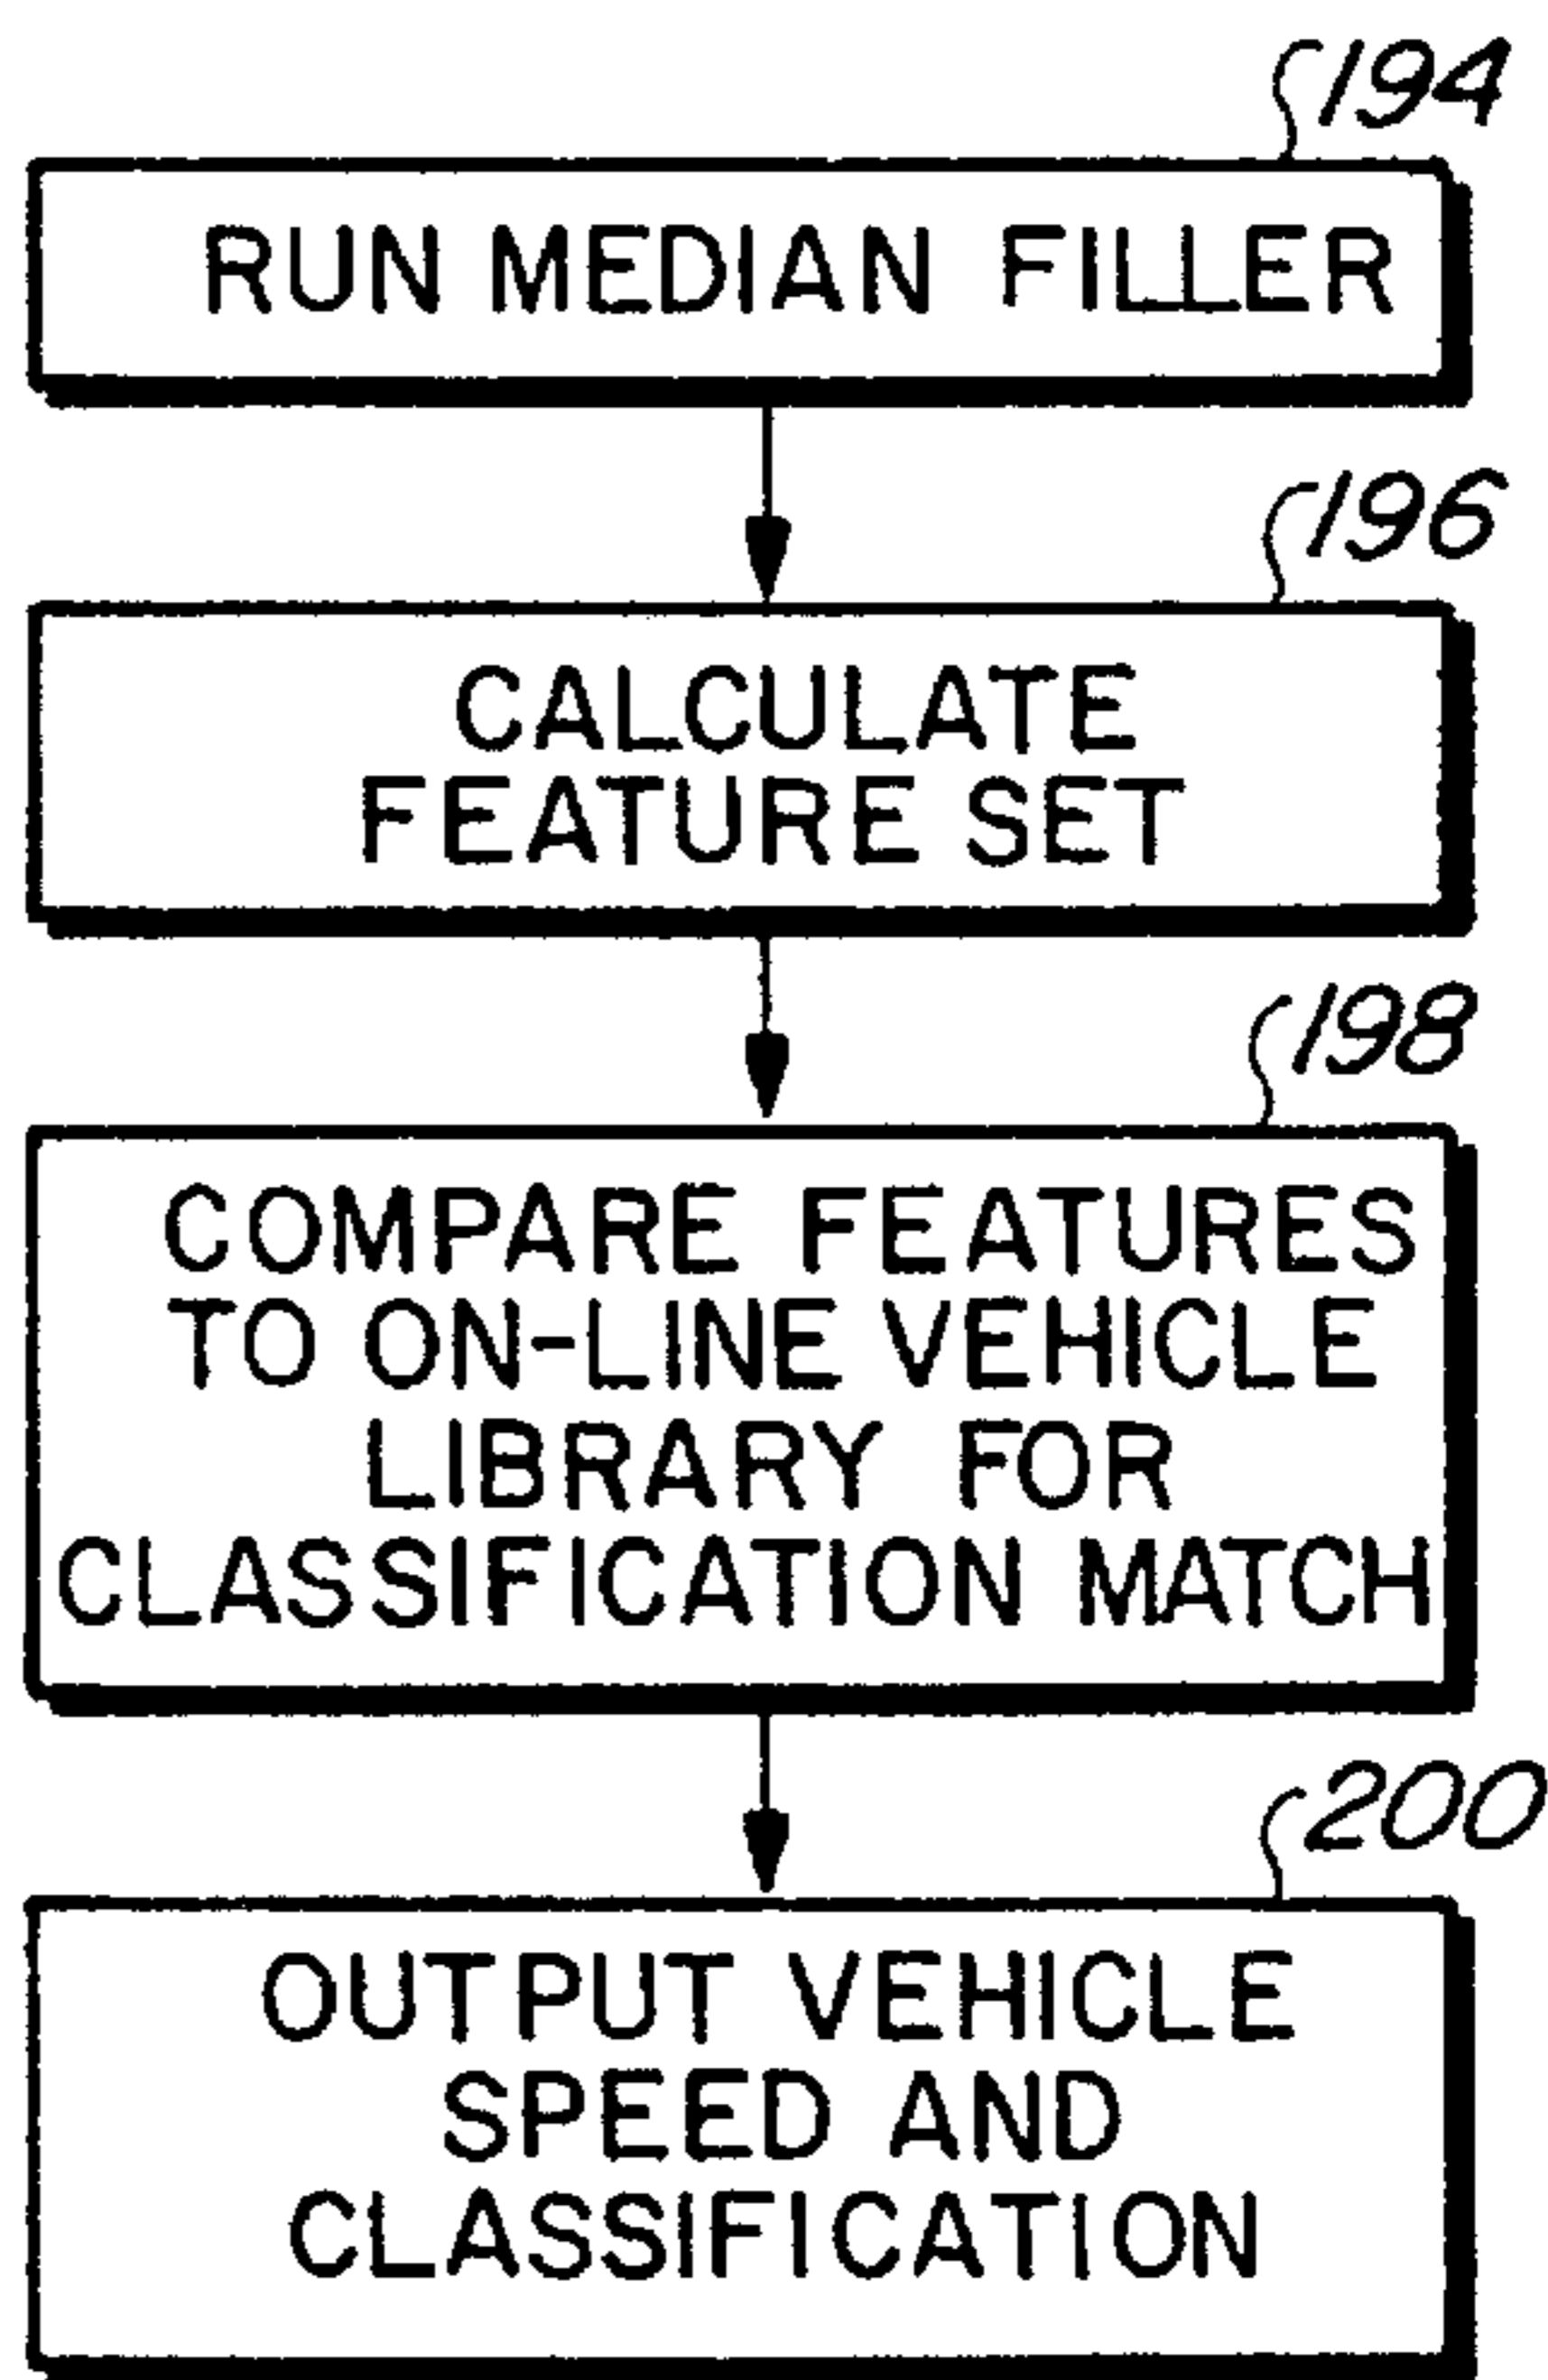 194
RUN MEDIAN FILLER
196
CALCULATE
FEATURE SET
198
COMPARE FEATURES
TO ON-LINE VEHICLE
LIBRARY FOR
CLASSIFICATION MATCH
200
OUTPUT VEHICLE
SPEED AND
CLASSIFICATION